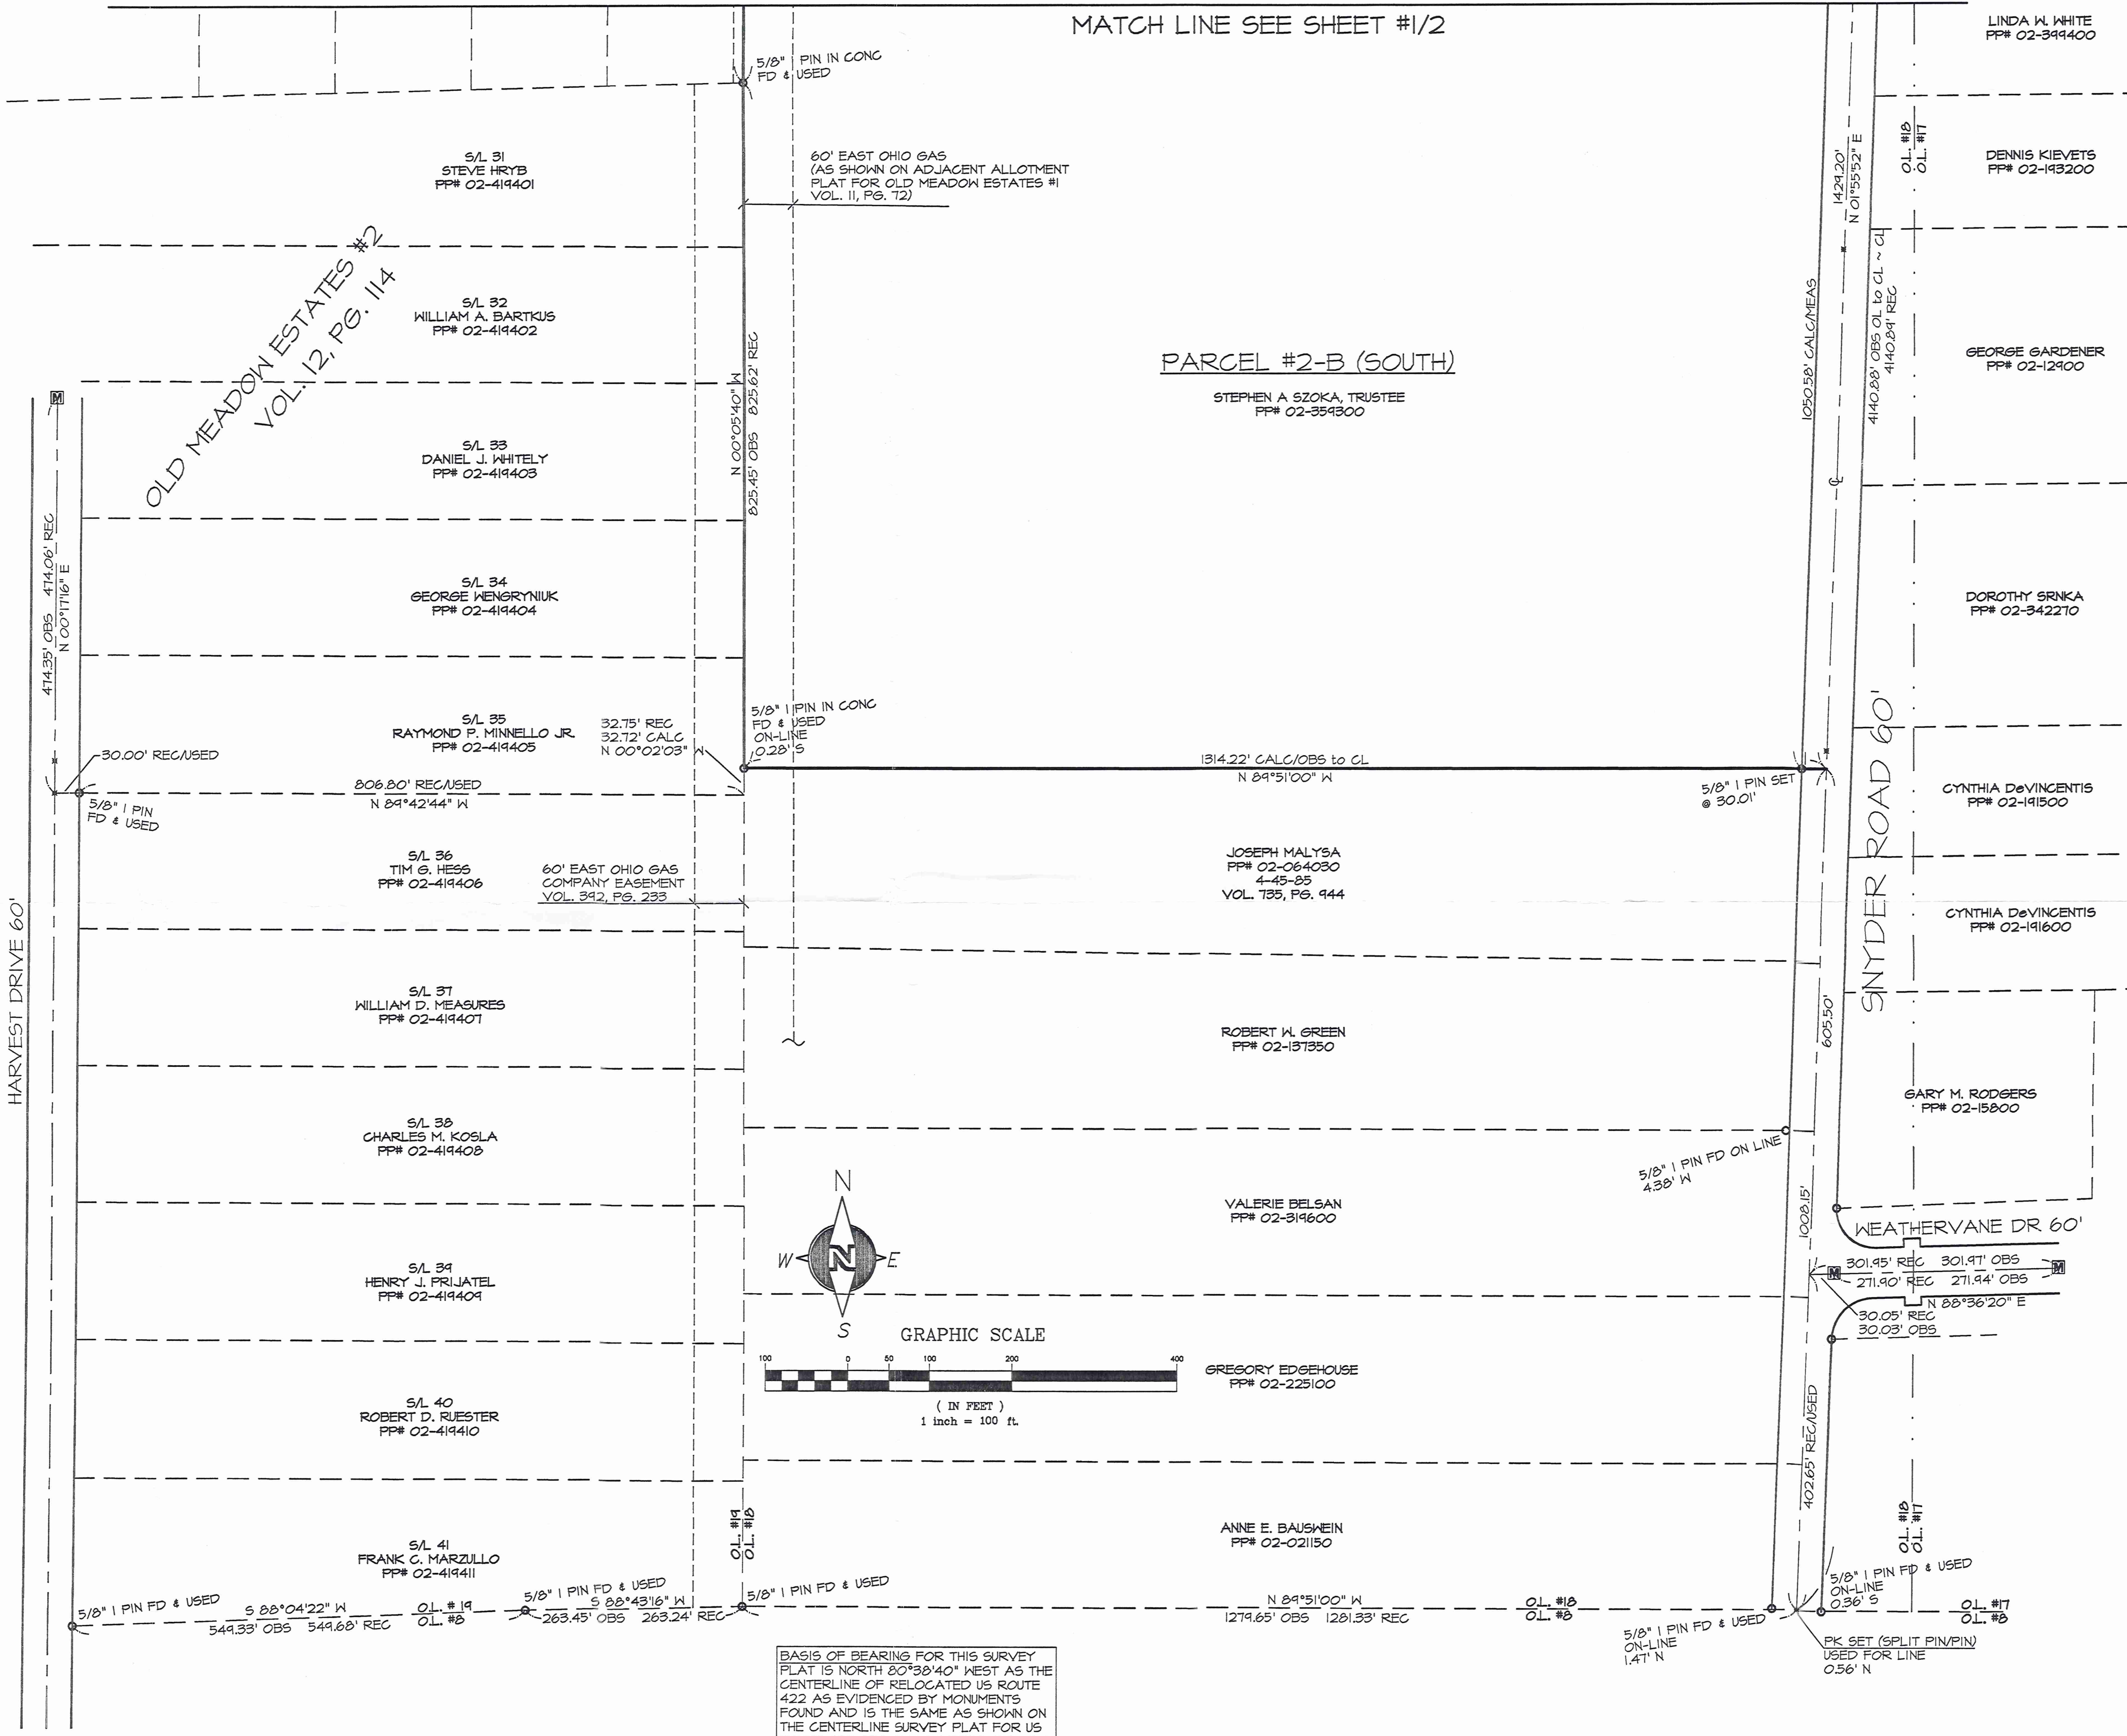 MATCH LINE SEE SHEET #1/2
LINDA W. WHITE
PP# 02-399400
5/8" I PIN IN CONC
FD & USED
S/L 31
STEVE HRYB
PP# 02-419401
60' EAST OHIO GAS
(AS SHOWN ON ADJACENT ALLOTMENT
PLAT FOR OLD MEADOW ESTATES #1
VOL. 11, PG. 72)
1429.20'
N 01°55'52" E
O.L. #18
O.L. #17
DENNIS KIEVETS
PP# 02-193200
OLD MEADOW ESTATES #2
VOL. 12, PG. 114
S/L 32
WILLIAM A. BARTKUS
PP# 02-419402
N 00°05'40" W
825.45' OBS 825.62' REC
PARCEL #2-B (SOUTH)
STEPHEN A SZOKA, TRUSTEE
PP# 02-359300
1050.58' CALC/MEAS
4140.88' OBS OL to CL ~ CL
4140.89' REC
GEORGE GARDENER
PP# 02-12900
M
S/L 33
DANIEL J. WHITELY
PP# 02-419403
CL
474.35' OBS 474.06' REC
N 00°17'16" E
S/L 34
GEORGE WENGRYNIUK
PP# 02-419404
DOROTHY SRNKA
PP# 02-342270
S/L 35
RAYMOND P. MINNELLO JR.
PP# 02-419405
32.75' REC
32.72' CALC
N 00°02'03" W
5/8" I PIN IN CONC
FD & USED
ON-LINE
0.28' S
30.00' REC/USED
806.80' REC/USED
N 89°42'44" W
5/8" I PIN
FD & USED
1314.22' CALC/OBS to CL
N 89°51'00" W
5/8" I PIN SET
@ 30.01'
SNYDER ROAD 60'
CYNTHIA DeVINCENTIS
PP# 02-191500
S/L 36
TIM G. HESS
PP# 02-419406
60' EAST OHIO GAS
COMPANY EASEMENT
VOL. 392, PG. 233
JOSEPH MALYSA
PP# 02-064030
4-45-85
VOL. 735, PG. 944
CYNTHIA DeVINCENTIS
PP# 02-191600
HARVEST DRIVE 60'
S/L 37
WILLIAM D. MEASURES
PP# 02-419407
ROBERT W. GREEN
PP# 02-137350
605.50'
GARY M. RODGERS
PP# 02-15800
S/L 38
CHARLES M. KOSLA
PP# 02-419408
5/8" I PIN FD ON LINE
4.38' W
N
W
N
E
S
VALERIE BELSAN
PP# 02-319600
1008.15'
WEATHERVANE DR. 60'
S/L 39
HENRY J. PRIJATEL
PP# 02-419409
301.95' REC 301.97' OBS
M
M
271.90' REC 271.94' OBS
N 88°36'20" E
30.05' REC
30.03' OBS
GRAPHIC SCALE
100 0 50 100 200 400
( IN FEET )
1 inch = 100 ft.
GREGORY EDGEHOUSE
PP# 02-225100
S/L 40
ROBERT D. RUESTER
PP# 02-419410
402.65' REC/USED
O.L. #19
O.L. #18
ANNE E. BAUSWEIN
PP# 02-021150
O.L. #18
O.L. #17
S/L 41
FRANK C. MARZULLO
PP# 02-419411
5/8" I PIN FD & USED
S 88°04'22" W
549.33' OBS 549.68' REC
O.L. # 19
O.L. #8
5/8" I PIN FD & USED
S 88°43'16" W
263.45' OBS 263.24' REC
5/8" I PIN FD & USED
N 89°51'00" W
1279.65' OBS 1281.33' REC
O.L. #18
O.L. #8
5/8" I PIN FD & USED
ON-LINE
1.47' N
5/8" I PIN FD & USED
ON-LINE
0.36' S
O.L. #17
O.L. #8
PK SET (SPLIT PIN/PIN)
USED FOR LINE
0.56' N
BASIS OF BEARING FOR THIS SURVEY
PLAT IS NORTH 80°38'40" WEST AS THE
CENTERLINE OF RELOCATED US ROUTE
422 AS EVIDENCED BY MONUMENTS
FOUND AND IS THE SAME AS SHOWN ON
THE CENTERLINE SURVEY PLAT FOR US